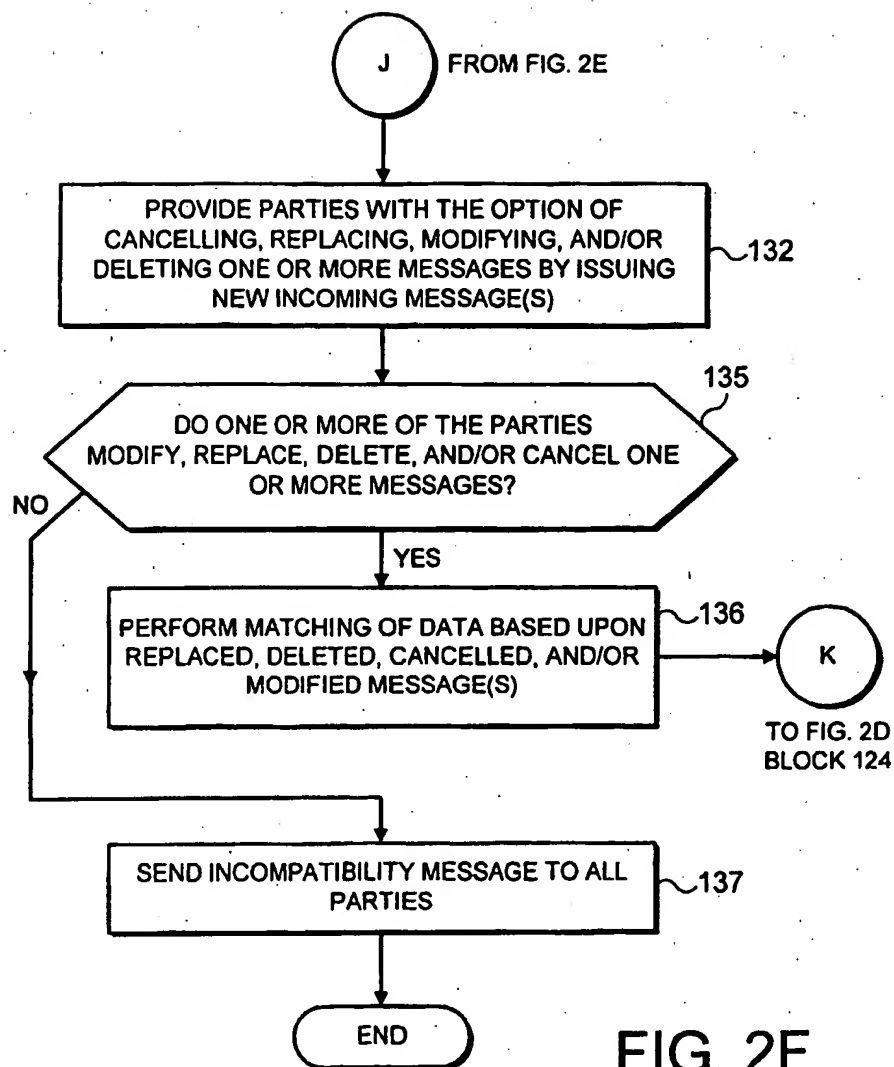 J
FROM FIG. 2E
PROVIDE PARTIES WITH THE OPTION OF
CANCELLING, REPLACING, MODIFYING, AND/OR
DELETING ONE OR MORE MESSAGES BY ISSUING
NEW INCOMING MESSAGE(S)
132
135
DO ONE OR MORE OF THE PARTIES
MODIFY, REPLACE, DELETE, AND/OR CANCEL ONE
OR MORE MESSAGES?
NO
YES
PERFORM MATCHING OF DATA BASED UPON
REPLACED, DELETED, CANCELLED, AND/OR
MODIFIED MESSAGE(S)
136
K
TO FIG. 2D
BLOCK 124
SEND INCOMPATIBILITY MESSAGE TO ALL
PARTIES
137
END
FIG. 2F